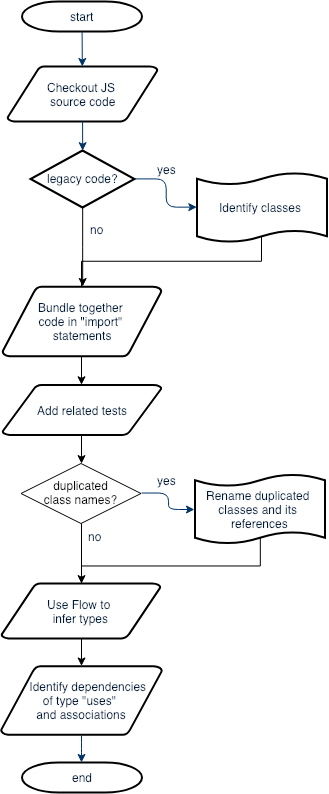 start
Checkout JS
source code
legacy code?
yes
Identify classes
no
Bundle together
code in "import"
statements
Add related tests
duplicated
class names?
yes
Rename duplicated
classes and its
references
no
Use Flow to
infer types
Identify dependencies
of type "uses"
and associations
end